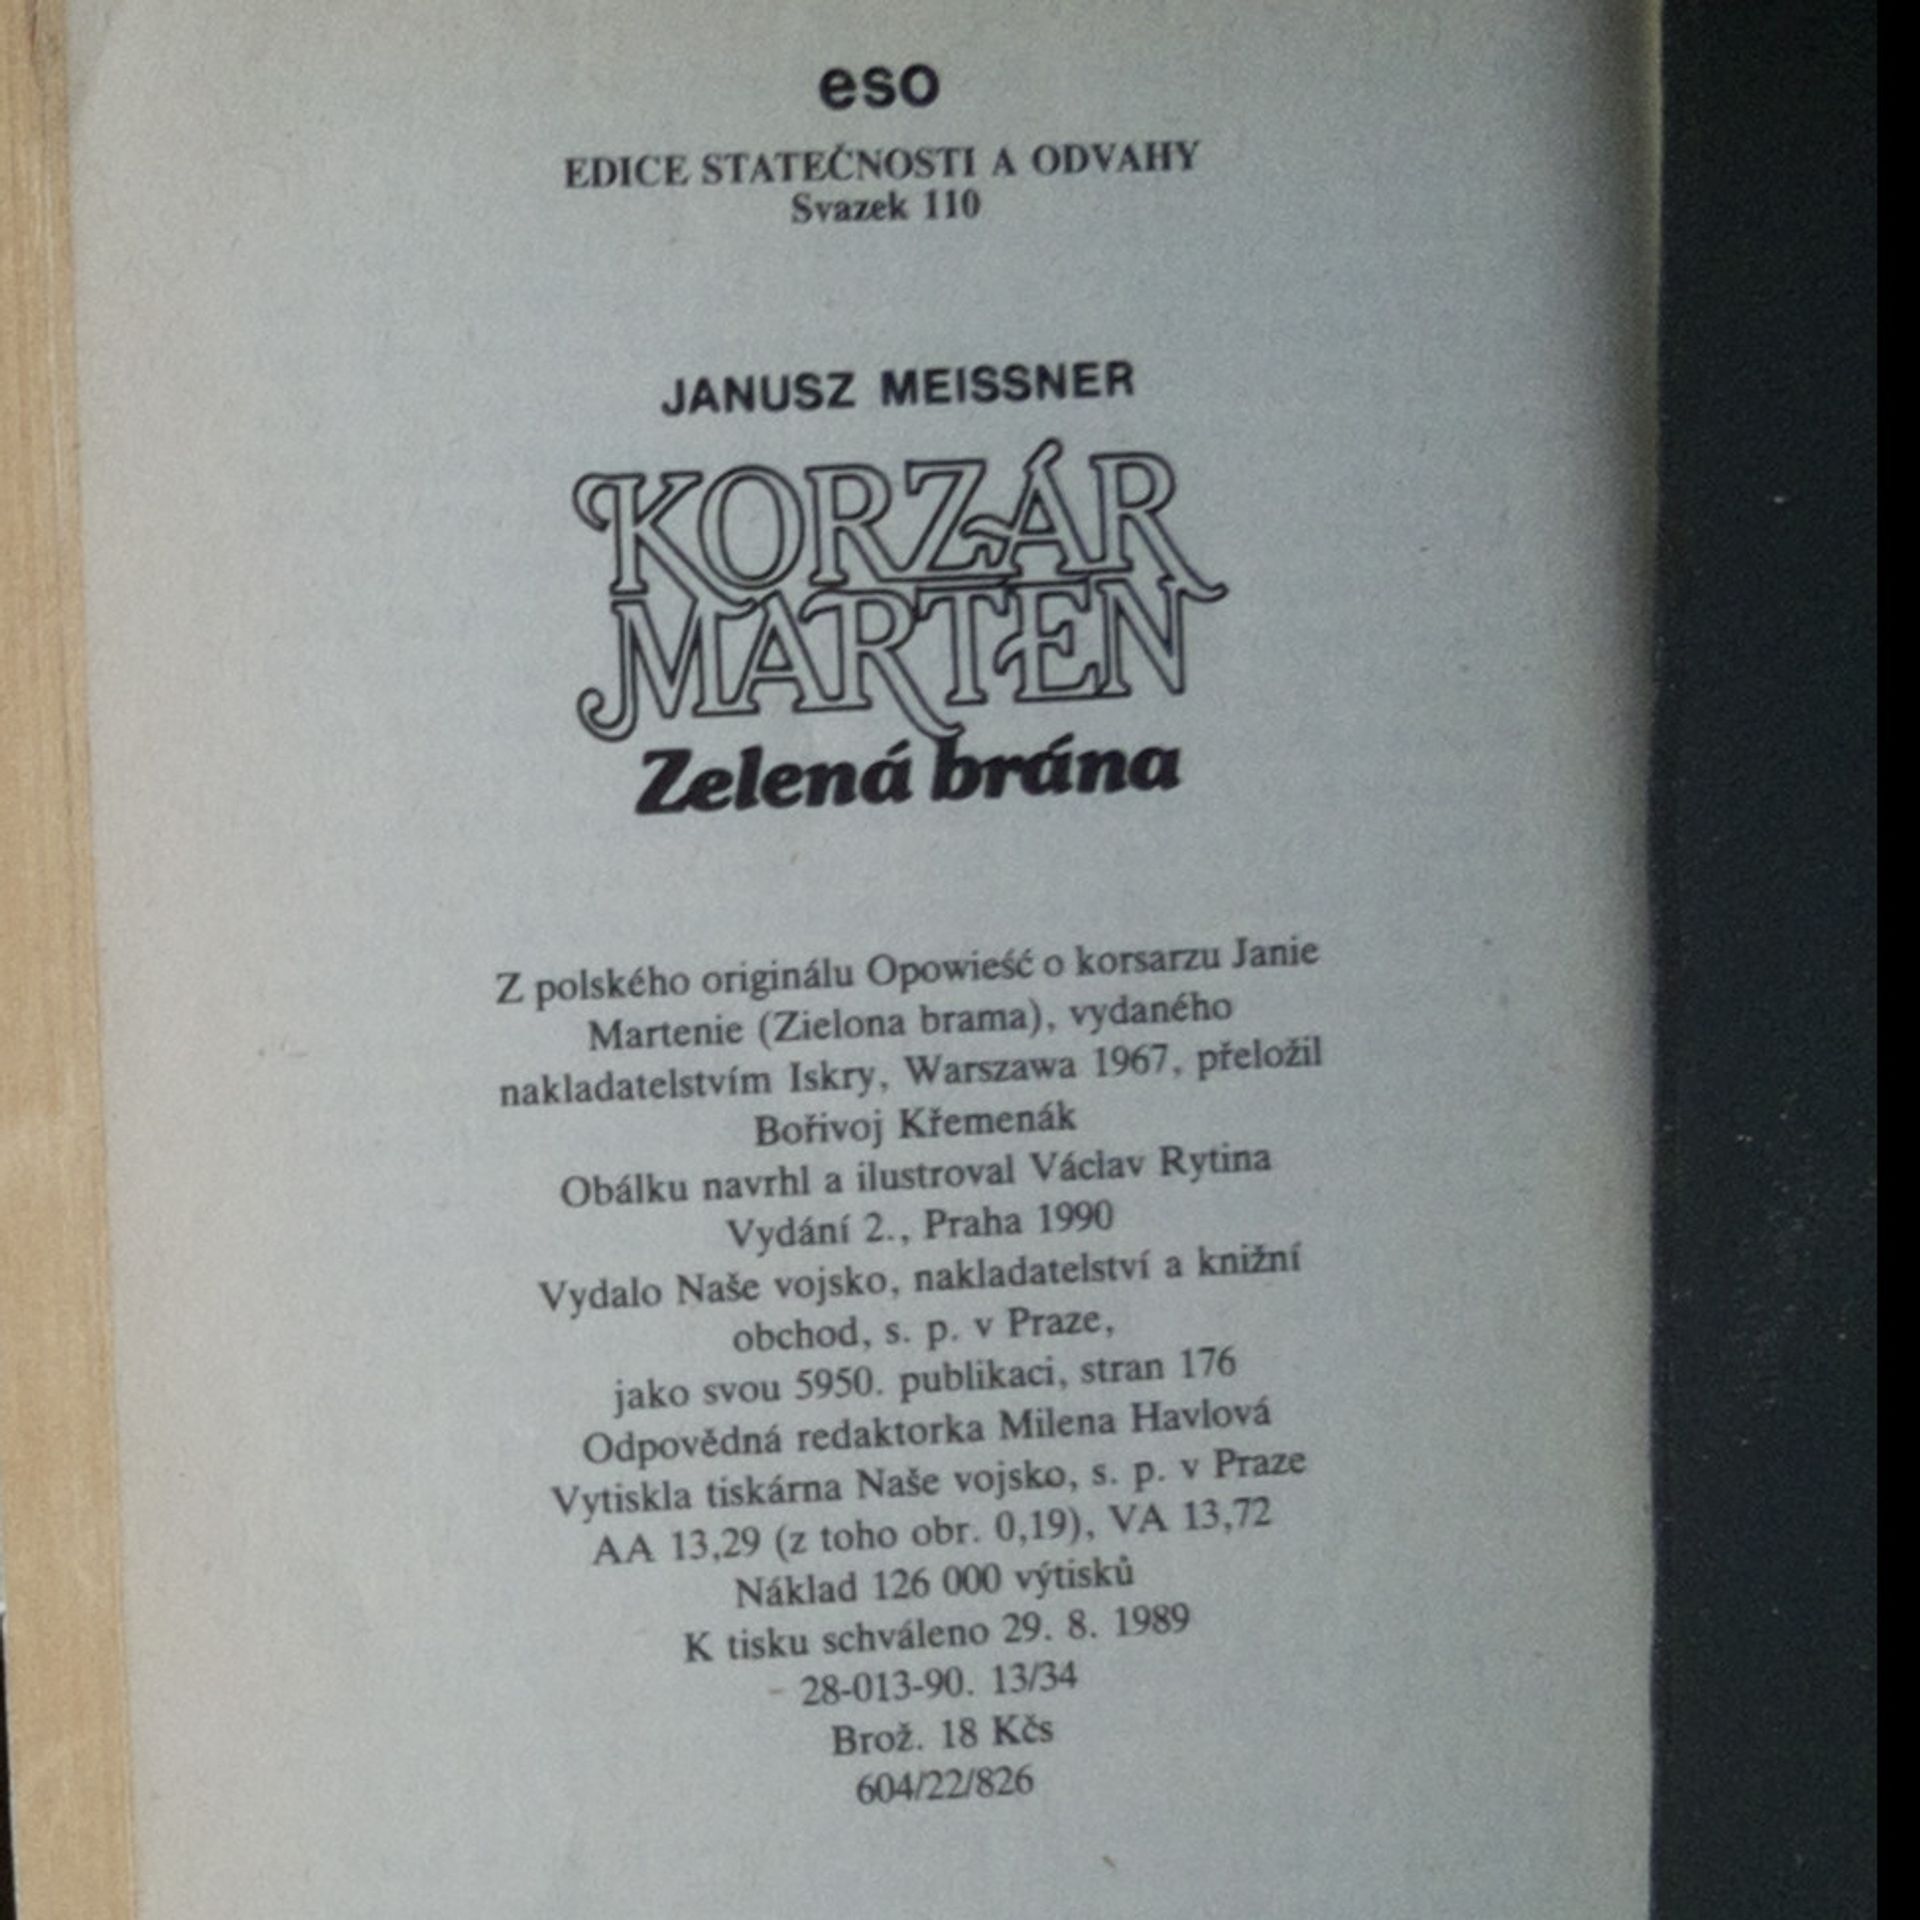 eso
EDICE STATEČNOSTI A ODVAHY
Svazek 110
JANUSZ MEISSNER
KORZÁR
MARTEN
Zelená brána
Z polského originálu Opowieść o korsarzu Janie
Martenie (Zielona brama), vydaného
nakladatelstvím Iskry, Warszawa 1967, přeložil
Bořivoj Křemenák
Obálku navrhl a ilustroval Václav Rytina
Vydání 2., Praha 1990
Vydalo Naše vojsko, nakladatelství a knižní
obchod, s. p. v Praze,
jako svou 5950. publikaci, stran 176
Odpovědná redaktorka Milena Havlová
Vytiskla tiskárna Naše vojsko, s. p. v Praze
AA 13,29 (z toho obr. 0,19), VA 13,72
Náklad 126 000 výtisků
K tisku schváleno 29. 8. 1989
28-013-90. 13/34
Brož. 18 Kčs
604/22/826